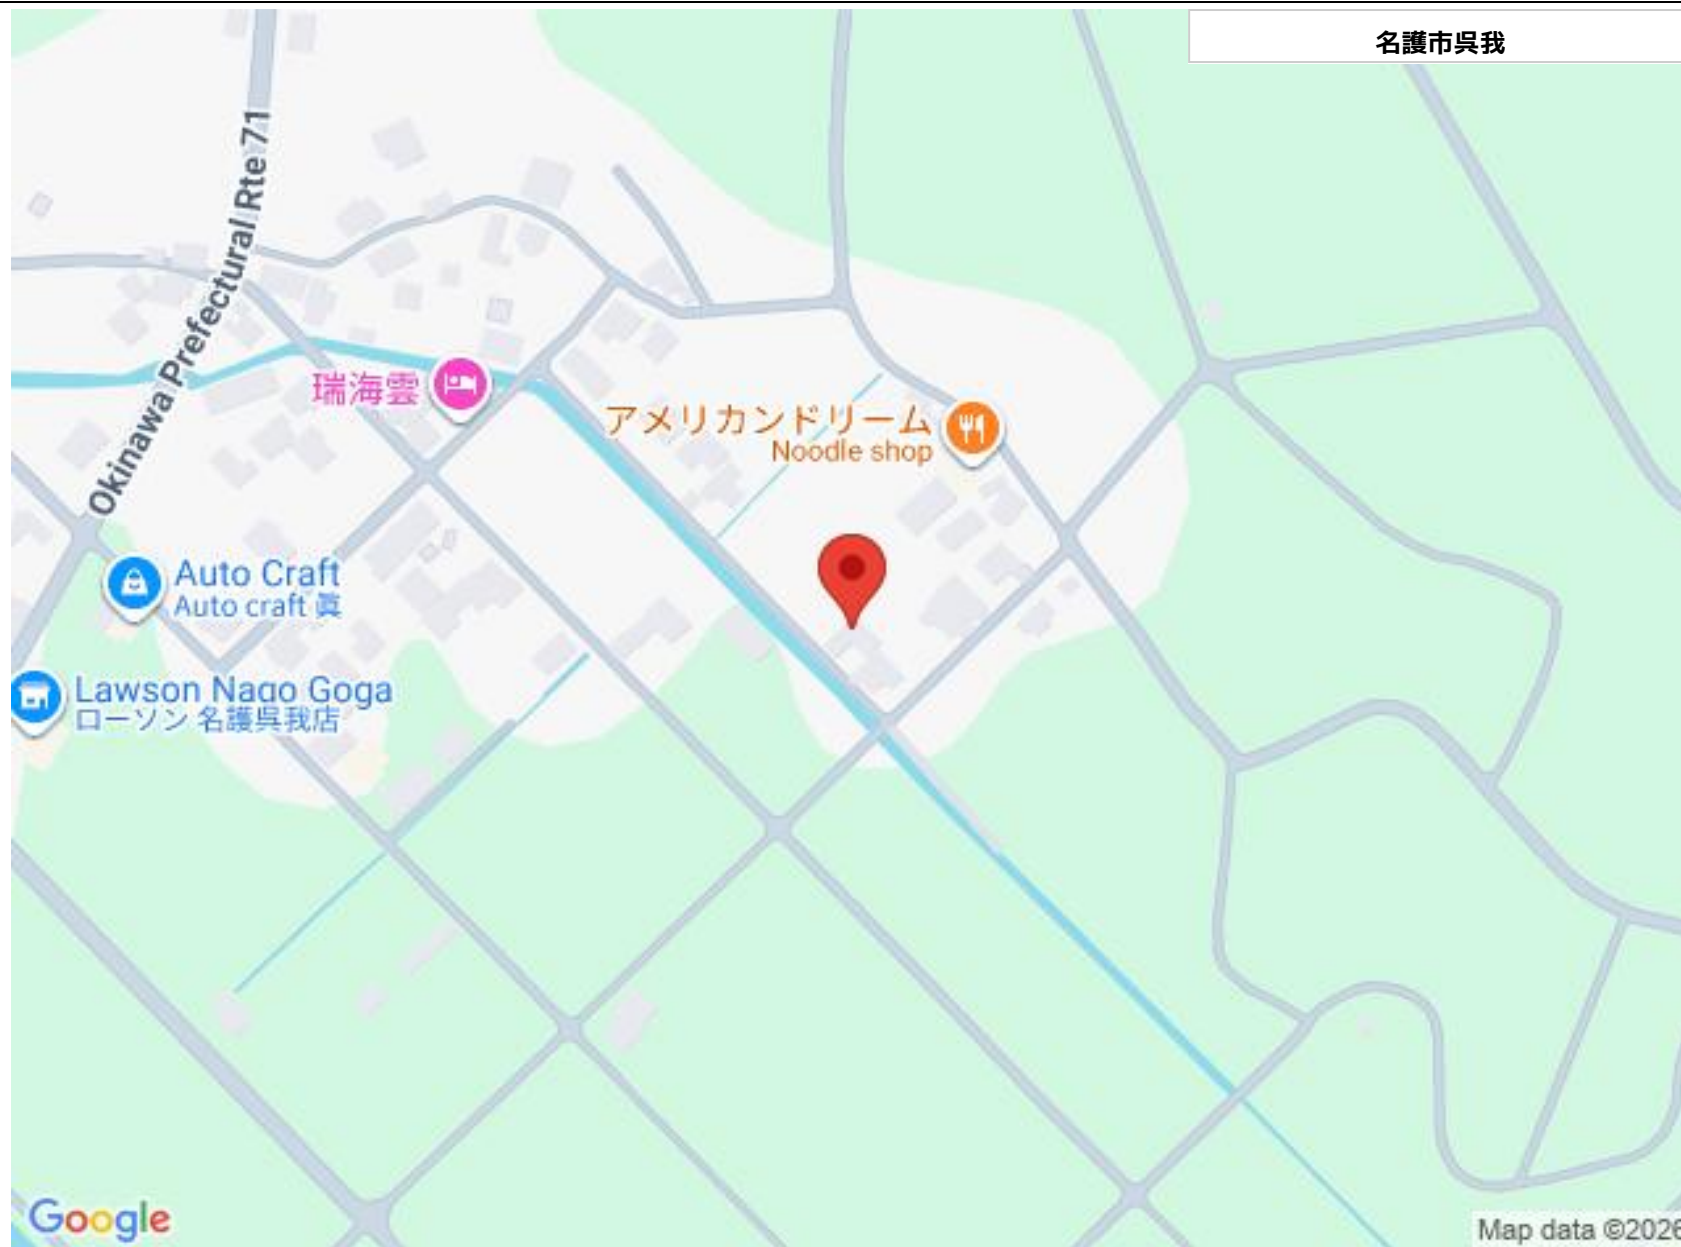 名護市呉我
Okinawa Prefectural Rte 71
瑞海雲
アメリカンドリーム
Noodle shop
Auto Craft
Auto craft 眞
Lawson Nago Goga
ローソン 名護呉我店
Google
Map data ©2026